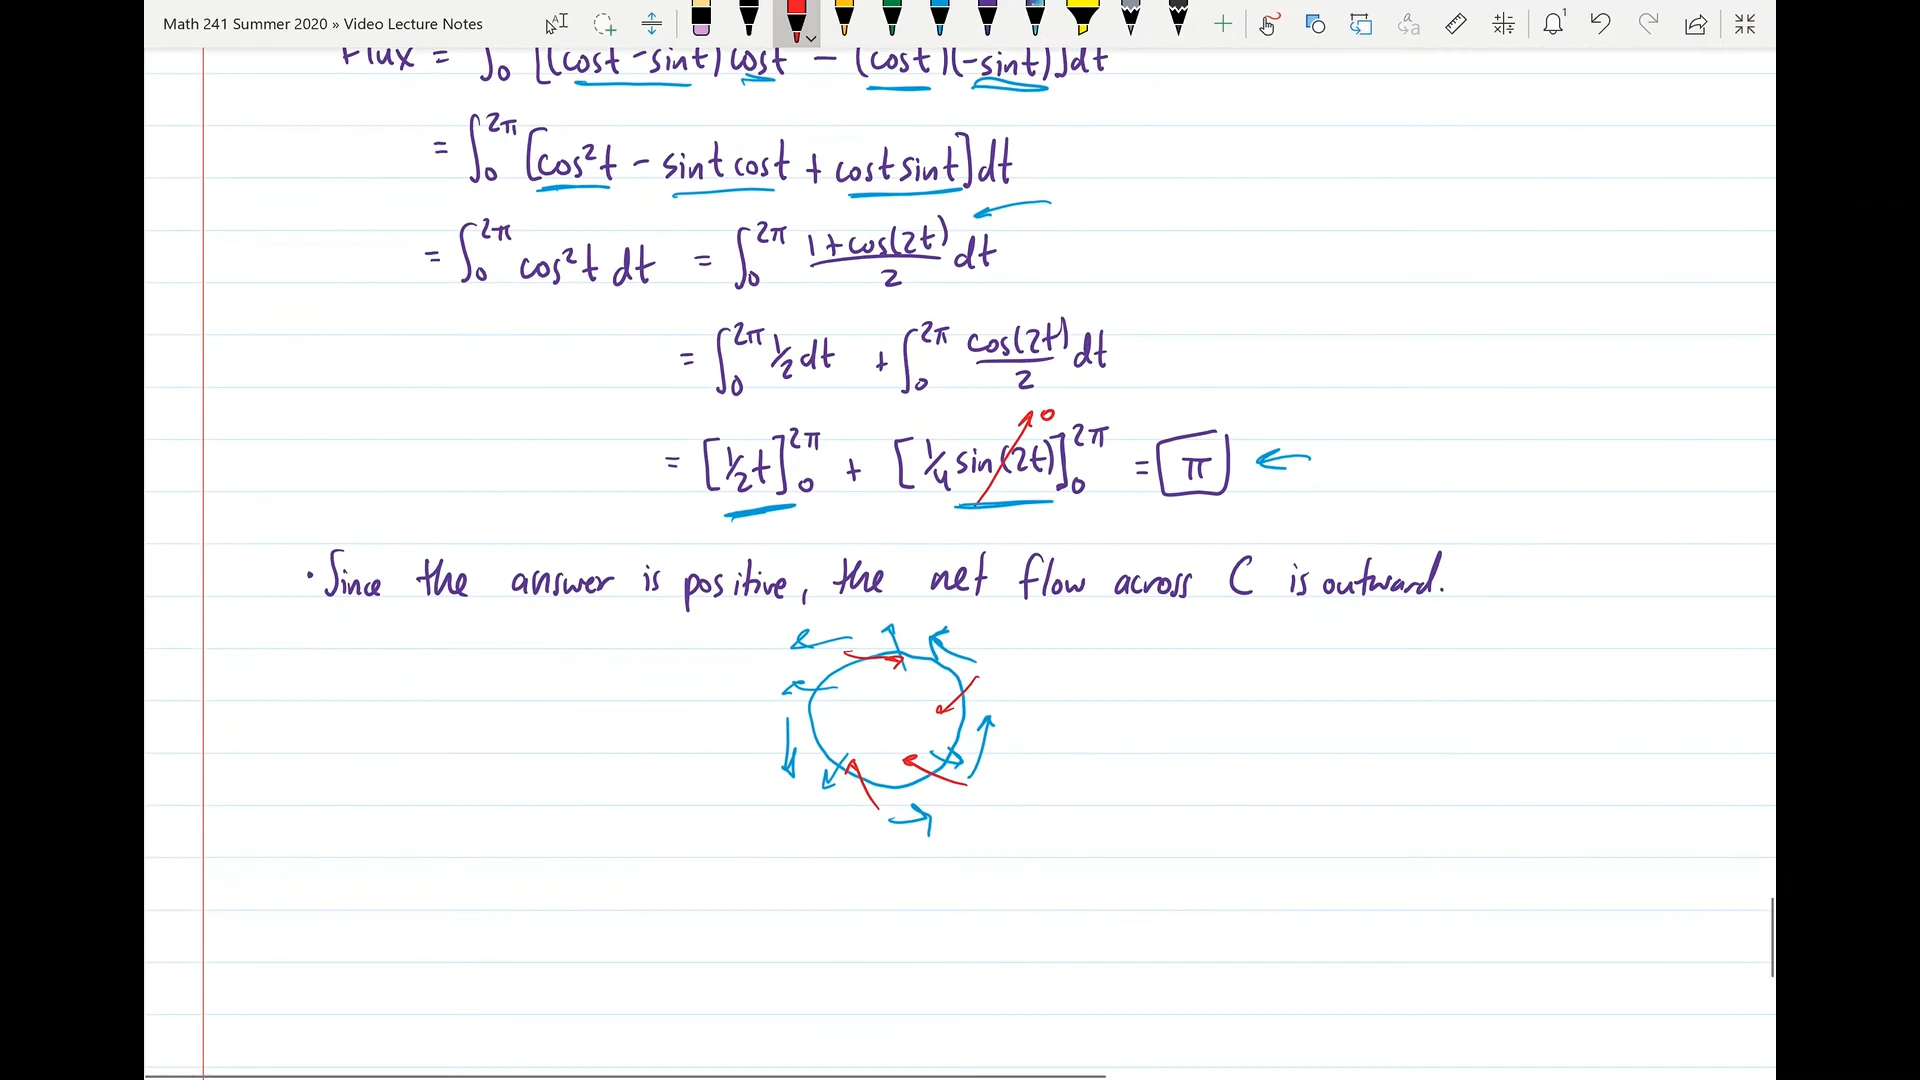 Math 241 Summer 2020 » Video Lecture Notes
Flux = ∫₀ [(cost - sint) cost - (cost)(-sint)]dt
= ∫₀^2π [cos²t - sint cost + cost sint]dt
= ∫₀^2π cos²t dt = ∫₀^2π (1+cos(2t))/2 dt
= ∫₀^2π ½ dt + ∫₀^2π cos(2t)/2 dt
0
= [½t]₀^2π + [¼ sin(2t)]₀^2π = π
· Since the answer is positive, the net flow across C is outward.